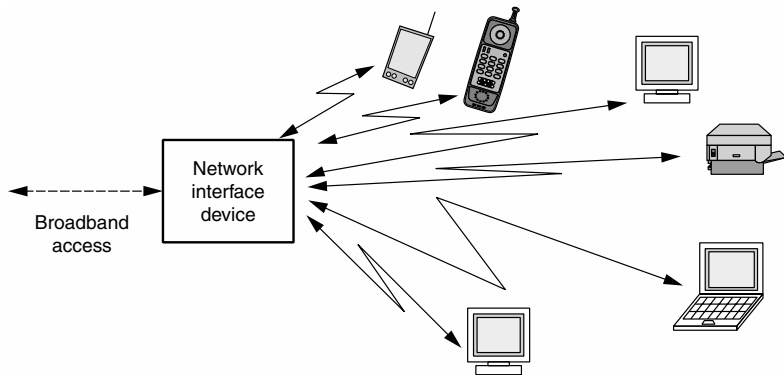 Network
interface
device
Broadband
access